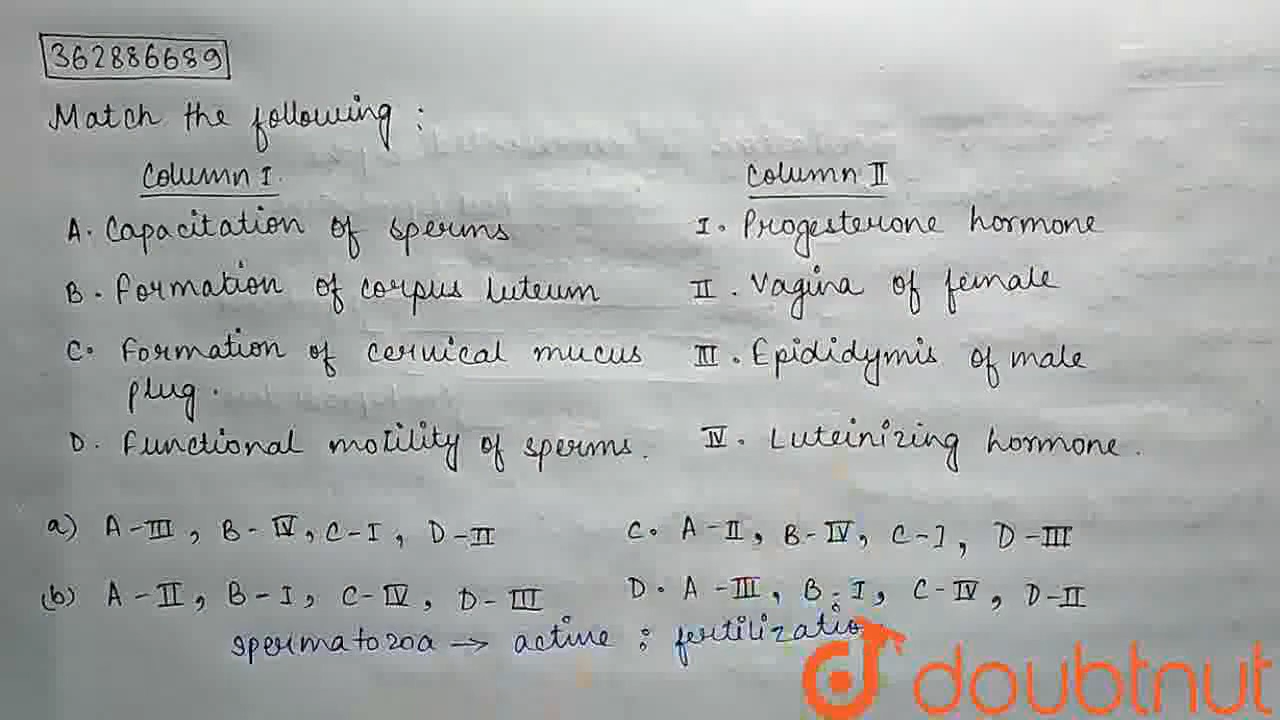 362886689
Match the following :
Column I.
Column II
A. Capacitation of sperms
I. Progesterone hormone
B. Formation of corpus luteum
II. Vagina of female
C. Formation of cervical mucus plug.
III. Epididymis of male
D. Functional motility of sperms.
IV. Luteinizing hormone.
a) A-III, B-IV, C-I, D-II
C. A-II, B-IV, C-I, D-III
(b) A-II, B-I, C-IV, D-III
D. A-III, B-I, C-IV, D-II
spermatozoa → active : fertilization
doubtnut